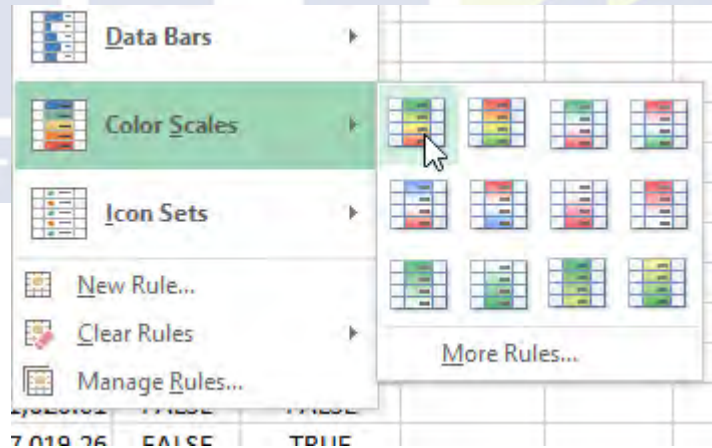 Data Bars
Color Scales
Icon Sets
New Rule...
Clear Rules
Manage Rules...
More Rules...
FALSE
7,019.26 FALSE TRUE